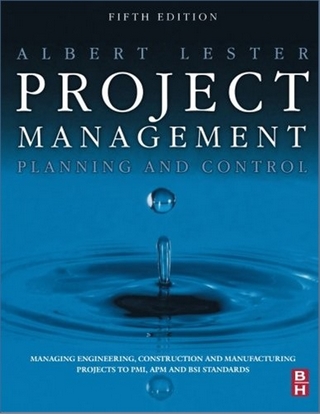 FIFTH EDITION
ALBERT LESTER
PROJECT
MANAGEMENT
PLANNING AND CONTROL
MANAGING ENGINEERING, CONSTRUCTION AND MANUFACTURING
PROJECTS TO PMI, APM AND BSI STANDARDS
B
H